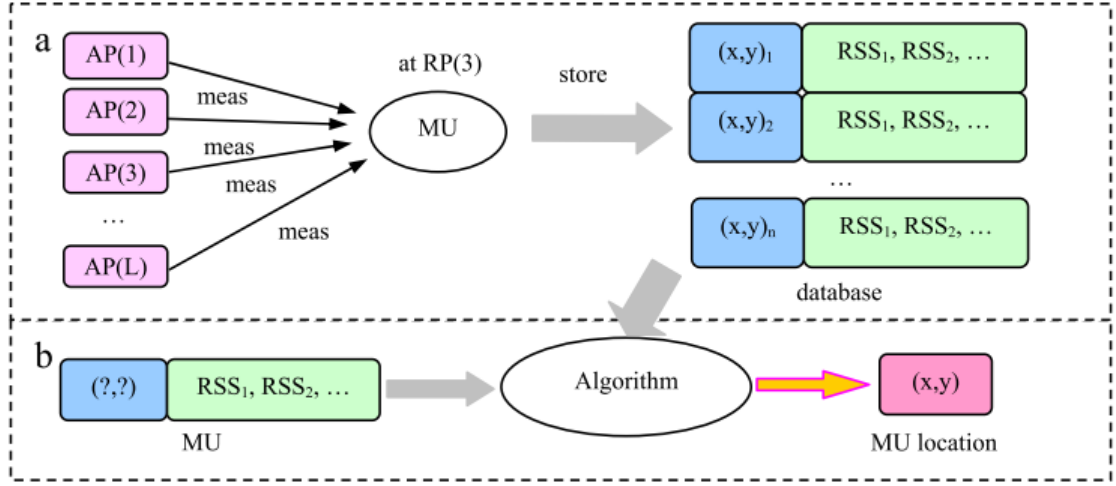 a
AP(1)
AP(2)
AP(3)
…
AP(L)
meas
meas
meas
meas
at RP(3)
MU
store
(x,y)₁ RSS₁, RSS₂, …
(x,y)₂ RSS₁, RSS₂, …
…
(x,y)ₙ RSS₁, RSS₂, …
database
b
(?,?) RSS₁, RSS₂, …
MU
Algorithm
(x,y)
MU location